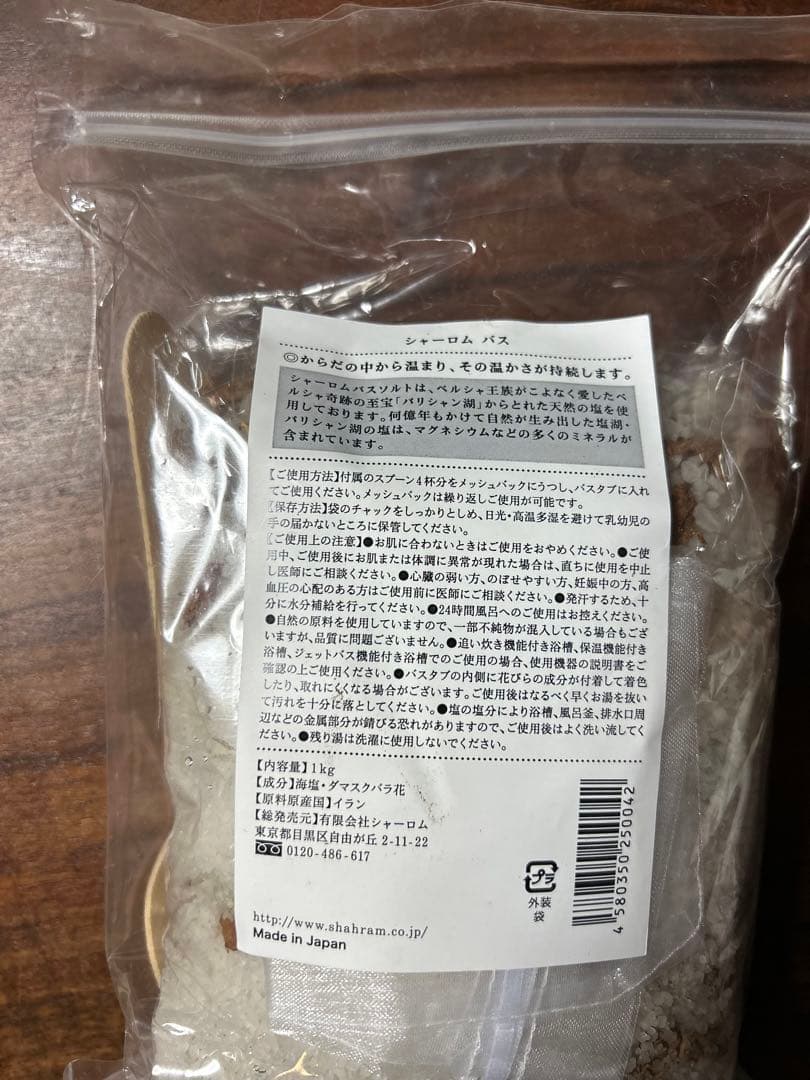 シャーロム バス
◎からだの中から温まり、その温かさが持続します。
シャーロムバスソルトは、ペルシャ王族がこよなく愛したペ
ルシャ奇跡の至宝「バリシャン湖」からとれた天然の塩を使
用しております。何億年もかけて自然が生み出した塩湖・
バリシャン湖の塩は、マグネシウムなどの多くのミネラルが
含まれています。
【ご使用方法】付属のスプーン4杯分をメッシュバックにうつし、バスタブに入れ
てご使用ください。メッシュバックは繰り返しご使用が可能です。
【保存方法】袋のチャックをしっかりとしめ、日光・高温多湿を避けて乳幼児の
手の届かないところに保管してください。
【ご使用上の注意】●お肌に合わないときはご使用をおやめください。●ご使
用中、ご使用後にお肌または体調に異常が現れた場合は、直ちに使用を中止
し医師にご相談ください。●心臓の弱い方、のぼせやすい方、妊娠中の方、高
血圧の心配のある方はご使用前に医師にご相談ください。●発汗するため、十
分に水分補給を行ってください。●24時間風呂へのご使用はお控えください。
●自然の原料を使用していますので、一部不純物が混入している場合もござ
いますが、品質に問題ございません。●追い炊き機能付き浴槽、保温機能付き
浴槽、ジェットバス機能付き浴槽でのご使用の場合、使用機器の説明書をご
確認の上ご使用ください。●バスタブの内側に花びらの成分が付着して着色
したり、取れにくくなる場合がございます。ご使用後はなるべく早くお湯を抜い
て汚れを十分に落としてください。●塩の塩分により浴槽、風呂釜、排水口周
辺などの金属部分が錆びる恐れがありますので、ご使用後はよく洗い流してく
ださい。●残り湯は洗濯に使用しないでください。
【内容量】1kg
【成分】海塩・ダマスクバラ花
【原料原産国】イラン
【総発売元】有限会社シャーロム
東京都目黒区自由が丘 2-11-22
0120-486-617
http://www.shahram.co.jp/
Made in Japan
プラ
外装
袋
4 580350 250042